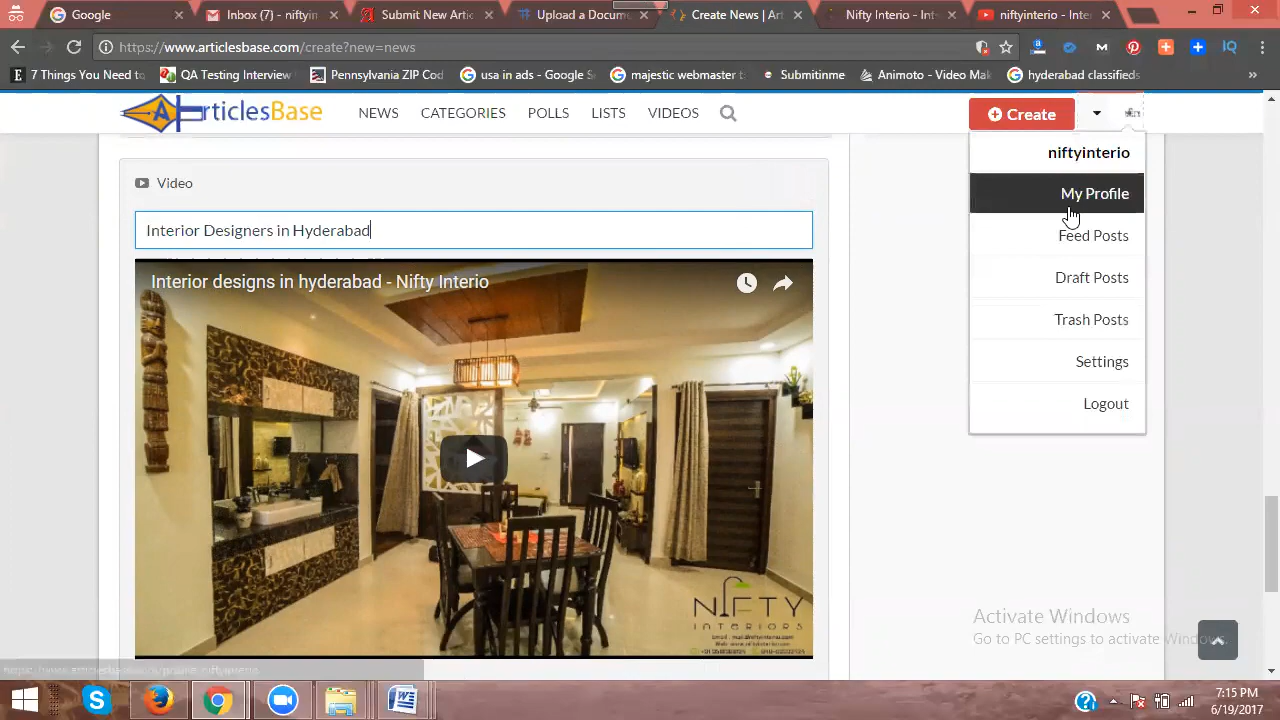 Google
Inbox (7) - niftyin
Submit New Artic
Upload a Docum
Create News | Art
Nifty Interio - Int
niftyinterio - Inte
https://www.articlesbase.com/create?new=news
7 Things You Need to
QA Testing Interview
Pennsylvania ZIP Cod
usa in ads - Google S
majestic webmaster t
Submitinme
Animoto - Video Mak
hyderabad classifieds
ArticlesBase
NEWS
CATEGORIES
POLLS
LISTS
VIDEOS
Create
niftyinterio
My Profile
Feed Posts
Draft Posts
Trash Posts
Settings
Logout
Video
Interior Designers in Hyderabad
Interior designs in hyderabad - Nifty Interio
NIFTY
INTERIORS
Activate Windows
Go to PC settings to activate Windows.
7:15 PM
6/19/2017